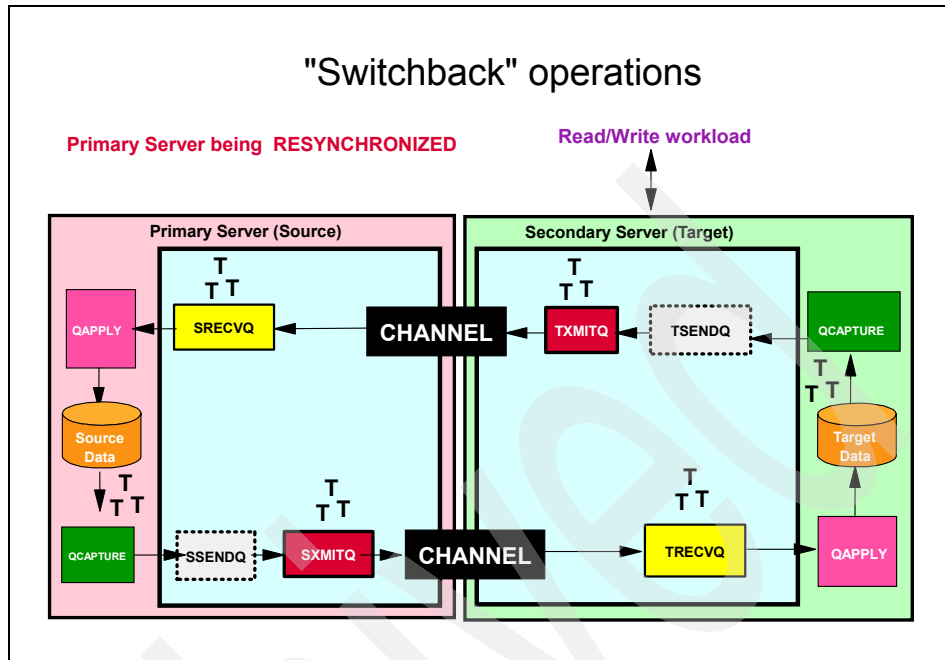 "Switchback" operations
Primary Server being RESYNCHRONIZED
Read/Write workload
Primary Server (Source)
Secondary Server (Target)
T
T T
T
T T
QAPPLY
SRECVQ
CHANNEL
TXMITQ
TSENDQ
QCAPTURE
T
T T
Source
Data
Target
Data
T
T T
T
T T
T
T T
QCAPTURE
SSENDQ
SXMITQ
CHANNEL
TRECVQ
QAPPLY